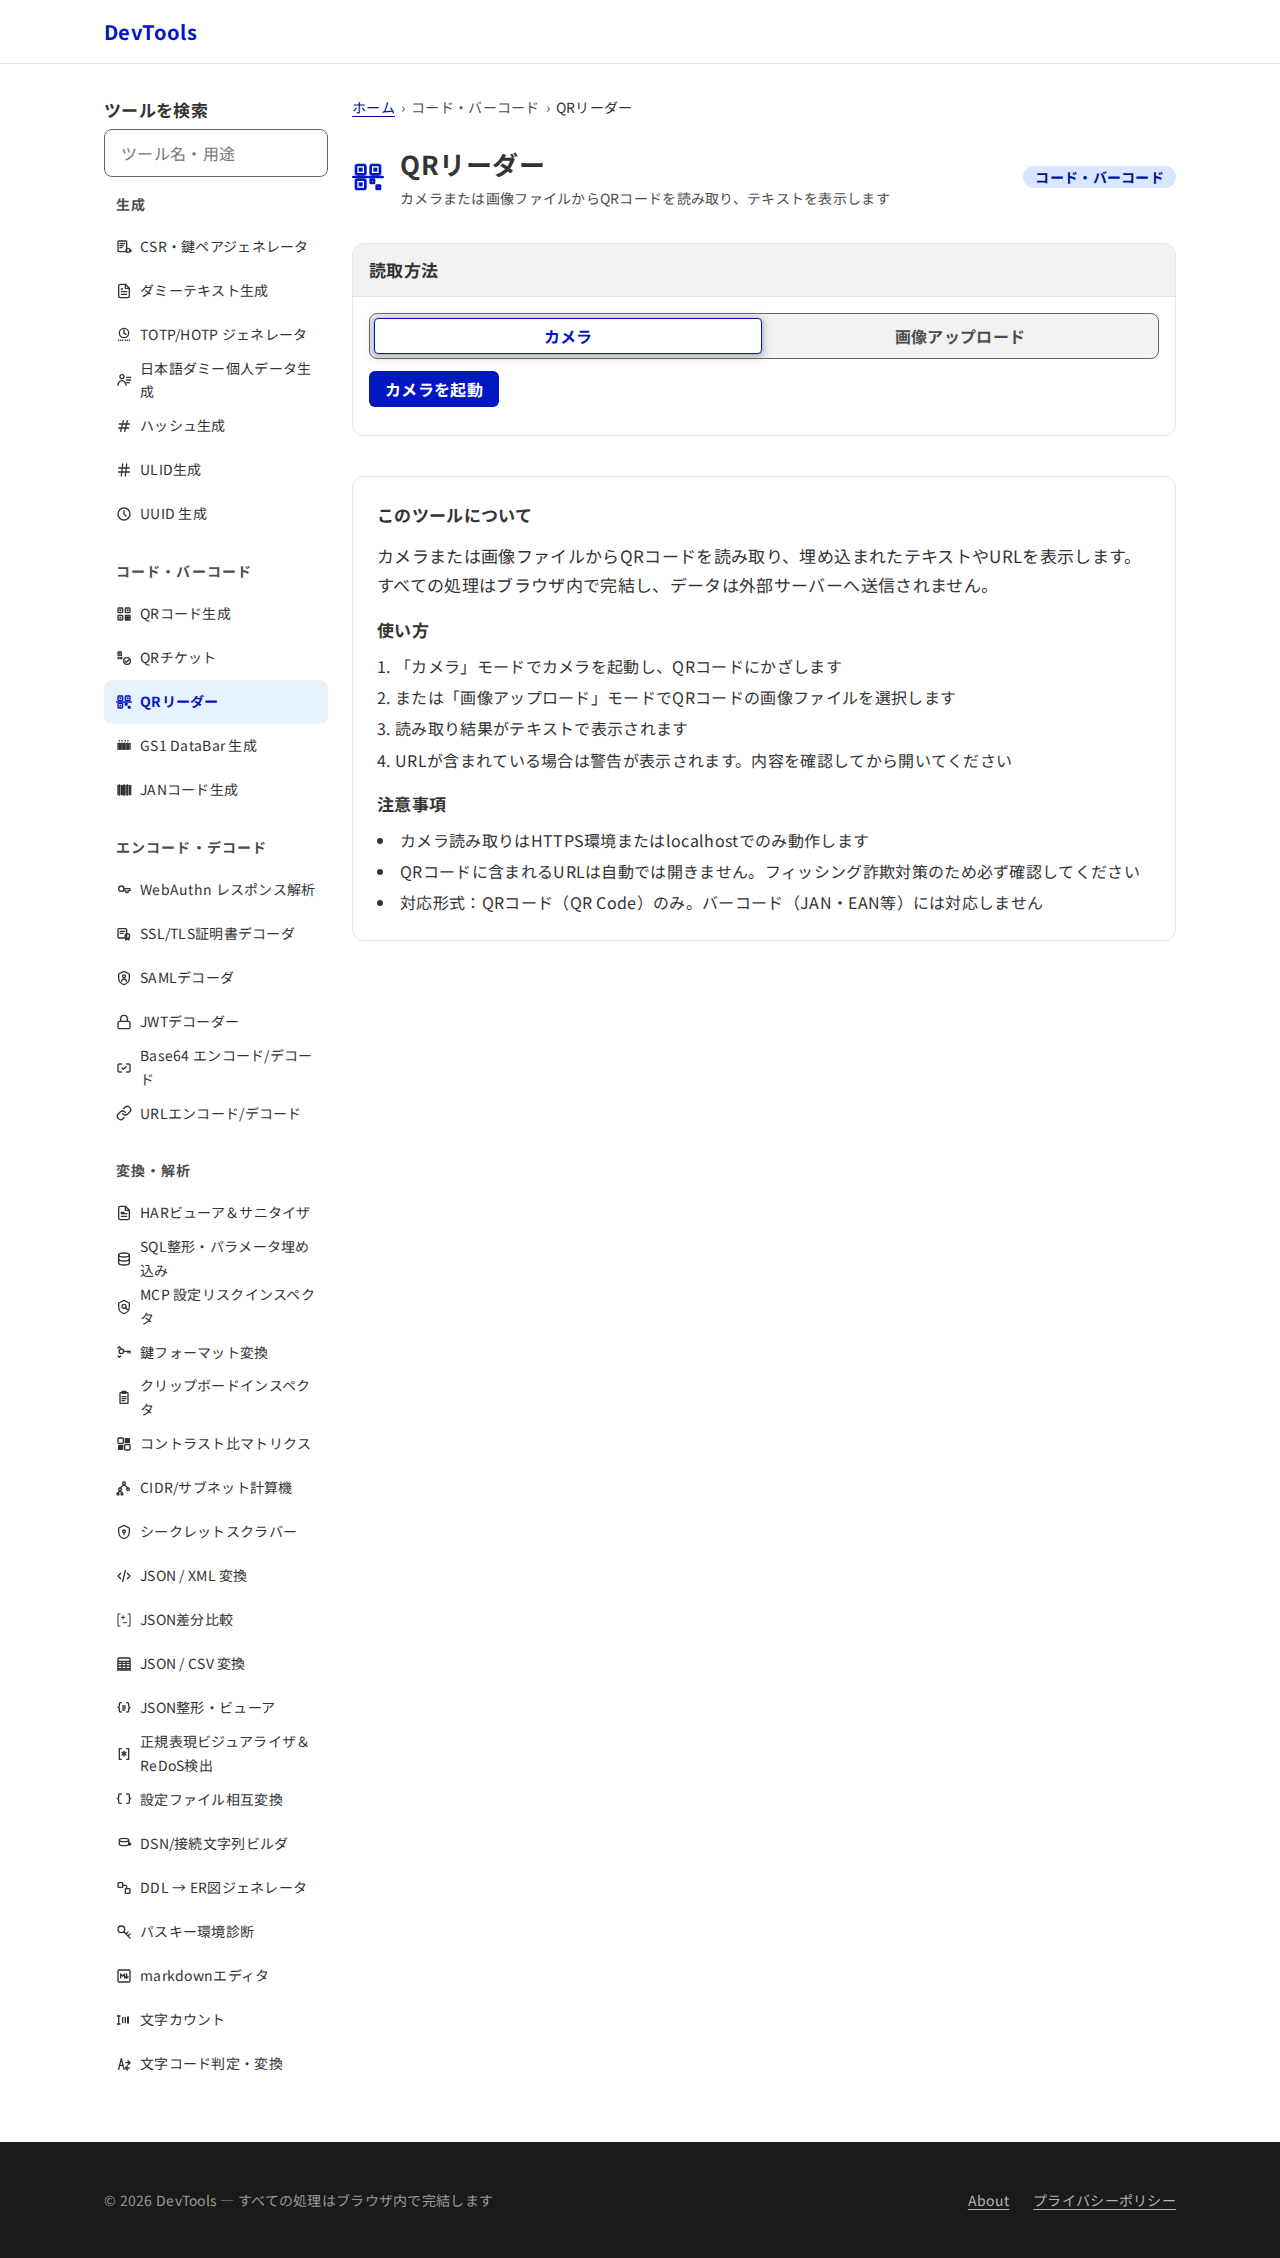 DevTools
ツールを検索
ツール名・用途
生成
CSR・鍵ペアジェネレータ
ダミーテキスト生成
TOTP/HOTP ジェネレータ
日本語ダミー個人データ生
成
ハッシュ生成
ULID生成
UUID 生成
コード・バーコード
QRコード生成
QRチケット
QRリーダー
GS1 DataBar 生成
JANコード生成
エンコード・デコード
WebAuthn レスポンス解析
SSL/TLS証明書デコーダ
SAMLデコーダ
JWTデコーダー
Base64 エンコード/デコー
ド
URLエンコード/デコード
変換・解析
HARビューア＆サニタイザ
SQL整形・パラメータ埋め
込み
MCP 設定リスクインスペク
タ
鍵フォーマット変換
クリップボードインスペク
タ
コントラスト比マトリクス
CIDR/サブネット計算機
シークレットスクラバー
JSON / XML 変換
JSON差分比較
JSON / CSV 変換
JSON整形・ビューア
正規表現ビジュアライザ＆
ReDoS検出
設定ファイル相互変換
DSN/接続文字列ビルダ
DDL → ER図ジェネレータ
パスキー環境診断
markdownエディタ
文字カウント
文字コード判定・変換
ホーム › コード・バーコード › QRリーダー
QRリーダー
カメラまたは画像ファイルからQRコードを読み取り、テキストを表示します
コード・バーコード
読取方法
カメラ
画像アップロード
カメラを起動
このツールについて
カメラまたは画像ファイルからQRコードを読み取り、埋め込まれたテキストやURLを表示します。
すべての処理はブラウザ内で完結し、データは外部サーバーへ送信されません。
使い方
1. 「カメラ」モードでカメラを起動し、QRコードにかざします
2. または「画像アップロード」モードでQRコードの画像ファイルを選択します
3. 読み取り結果がテキストで表示されます
4. URLが含まれている場合は警告が表示されます。内容を確認してから開いてください
注意事項
• カメラ読み取りはHTTPS環境またはlocalhostでのみ動作します
• QRコードに含まれるURLは自動では開きません。フィッシング詐欺対策のため必ず確認してください
• 対応形式：QRコード（QR Code）のみ。バーコード（JAN・EAN等）には対応しません
© 2026 DevTools — すべての処理はブラウザ内で完結します
About
プライバシーポリシー